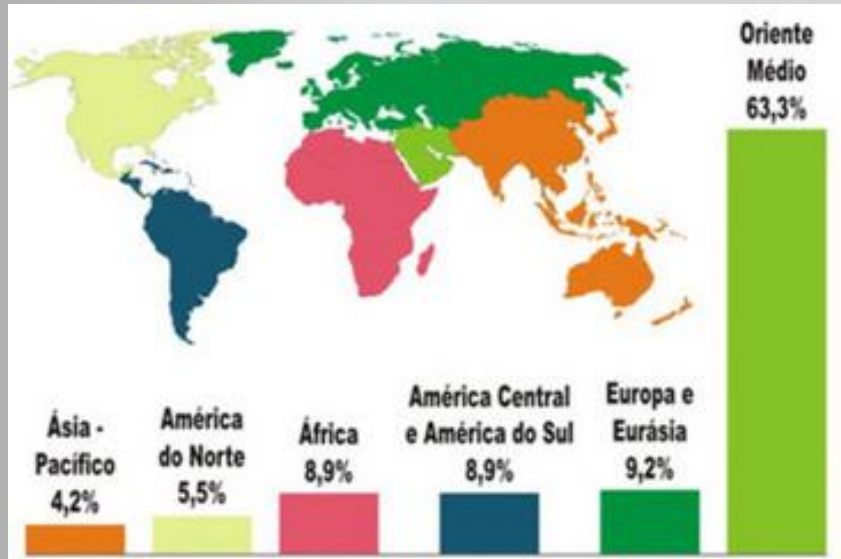 Oriente
Médio
63,3%
Ásia -
Pacífico
4,2%
América
do Norte
5,5%
África
8,9%
América Central
e América do Sul
8,9%
Europa e
Eurásia
9,2%